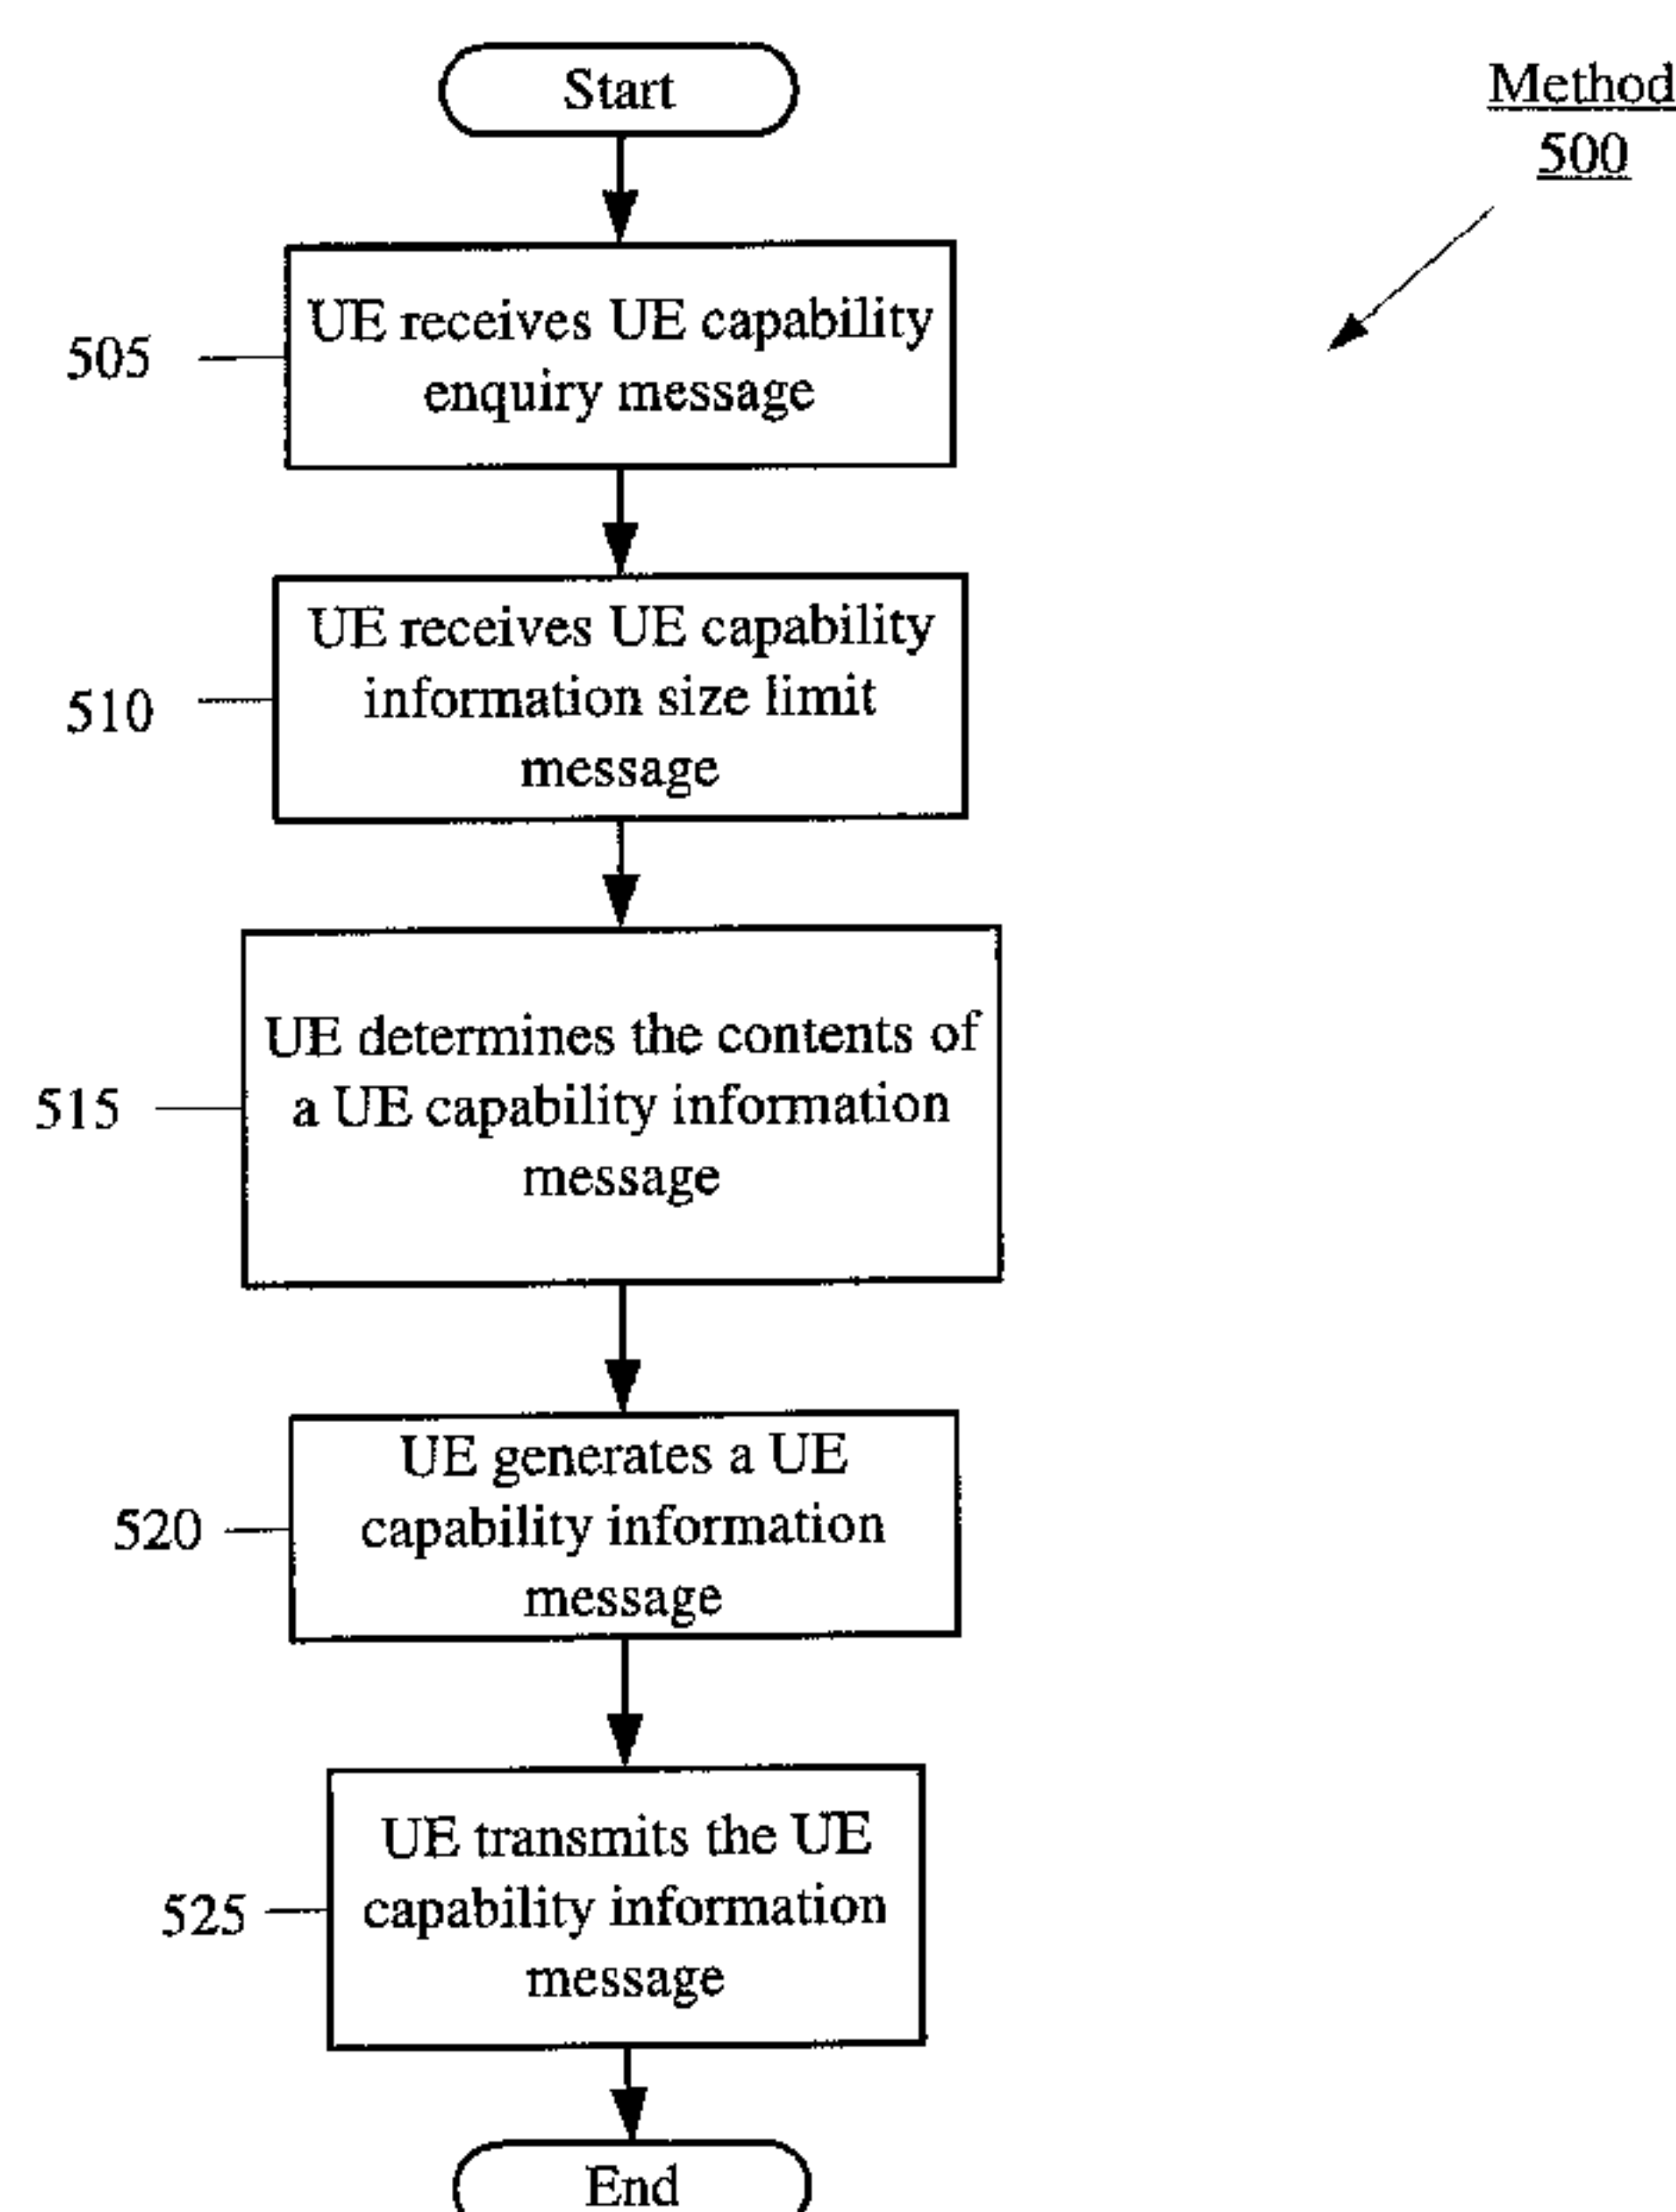 Start
Method
500
505
UE receives UE capability
enquiry message
510
UE receives UE capability
information size limit
message
515
UE determines the contents of
a UE capability information
message
520
UE generates a UE
capability information
message
525
UE transmits the UE
capability information
message
End